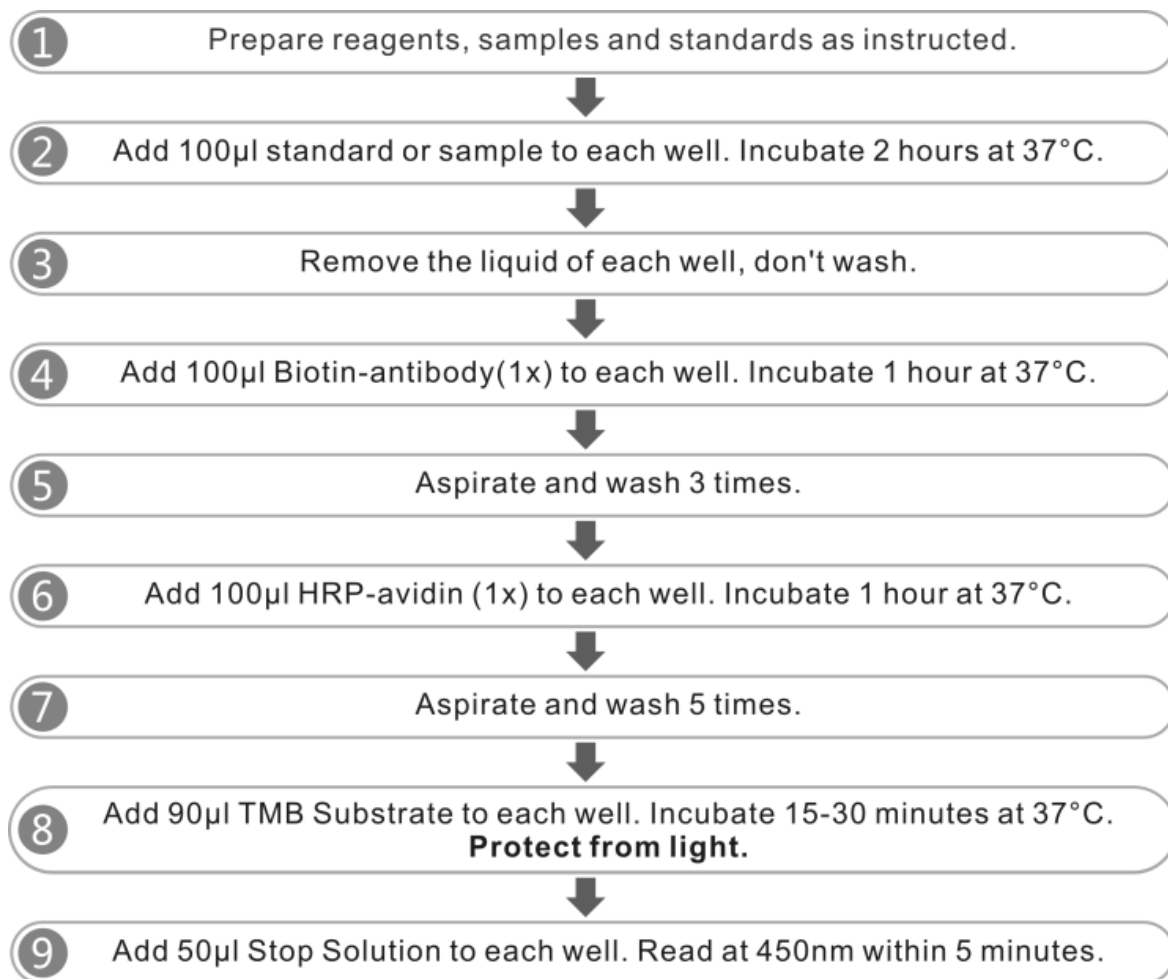 1 Prepare reagents, samples and standards as instructed.
2 Add 100µl standard or sample to each well. Incubate 2 hours at 37°C.
3 Remove the liquid of each well, don't wash.
4 Add 100µl Biotin-antibody(1x) to each well. Incubate 1 hour at 37°C.
5 Aspirate and wash 3 times.
6 Add 100µl HRP-avidin (1x) to each well. Incubate 1 hour at 37°C.
7 Aspirate and wash 5 times.
8 Add 90µl TMB Substrate to each well. Incubate 15-30 minutes at 37°C.
Protect from light.
9 Add 50µl Stop Solution to each well. Read at 450nm within 5 minutes.